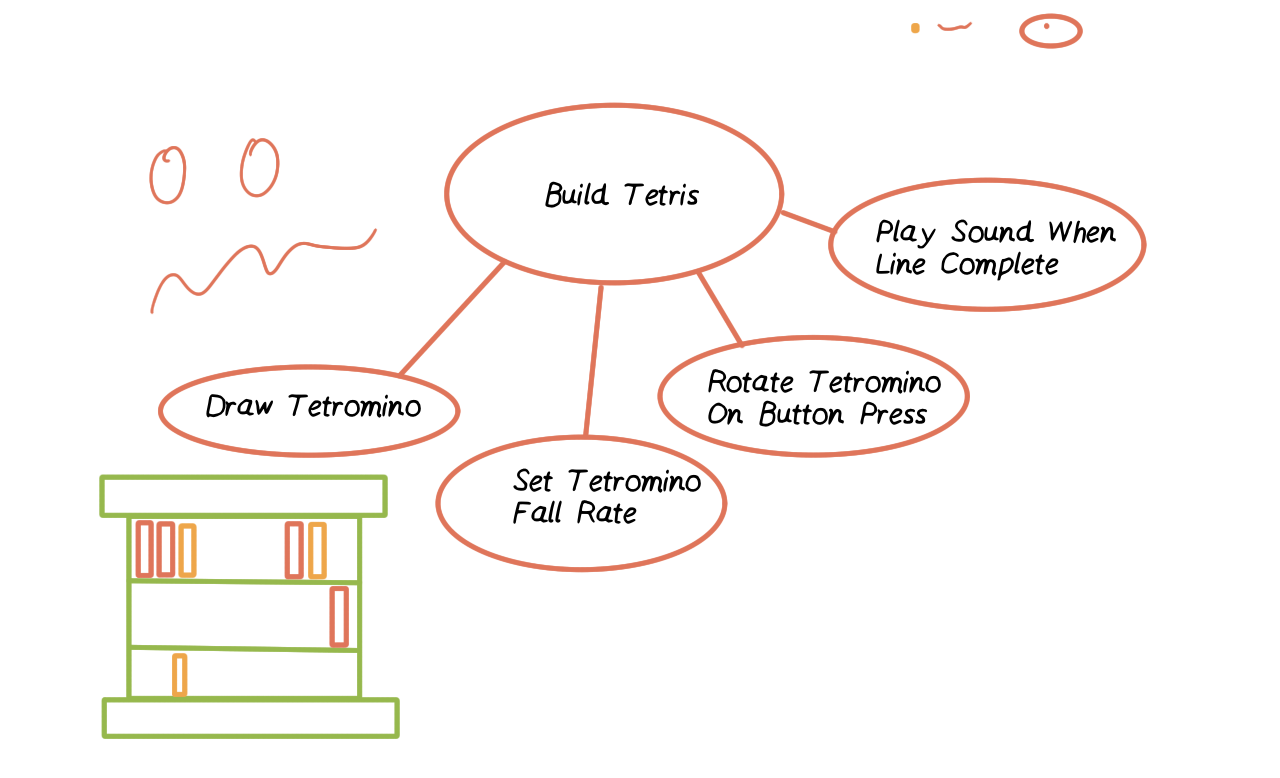 Build Tetris
Play Sound When
Line Complete
Rotate Tetromino
On Button Press
Draw Tetromino
Set Tetromino
Fall Rate